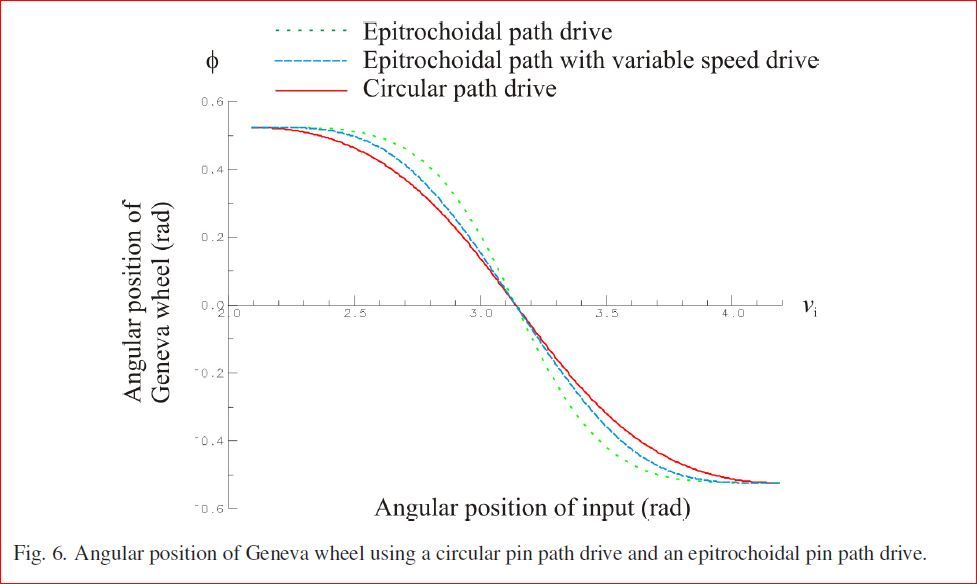 Epitrochoidal path drive
Epitrochoidal path with variable speed drive
Circular path drive
ϕ
0.6
0.4
0.2
0.0
-0.2
-0.4
-0.6
2.0 2.5 3.0 3.5 4.0
νi
Angular position of
Geneva wheel (rad)
Angular position of input (rad)
Fig. 6. Angular position of Geneva wheel using a circular pin path drive and an epitrochoidal pin path drive.